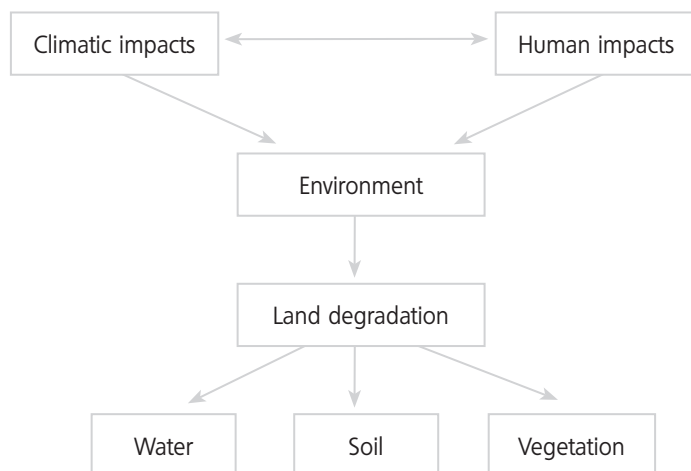 Climatic impacts
Human impacts
Environment
Land degradation
Water
Soil
Vegetation